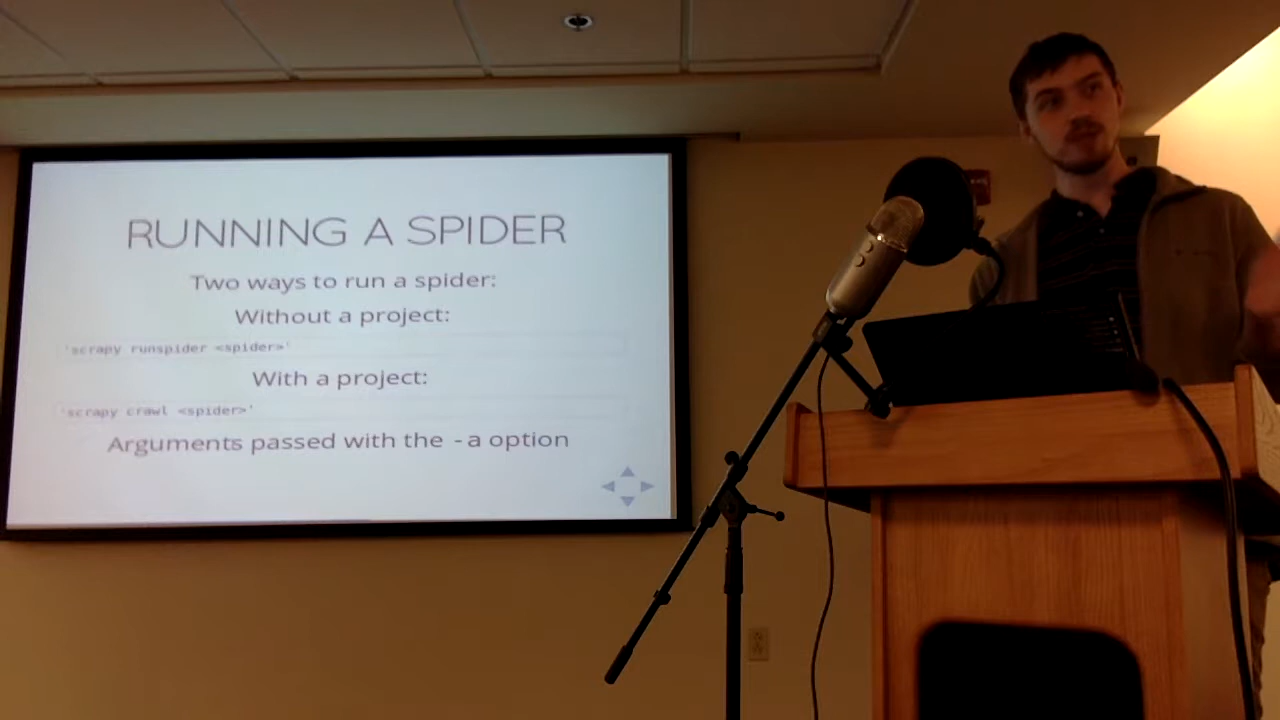 RUNNING A SPIDER
Two ways to run a spider:
Without a project:
'scrapy runspider <spider>'
With a project:
'scrapy crawl <spider>'
Arguments passed with the -a option